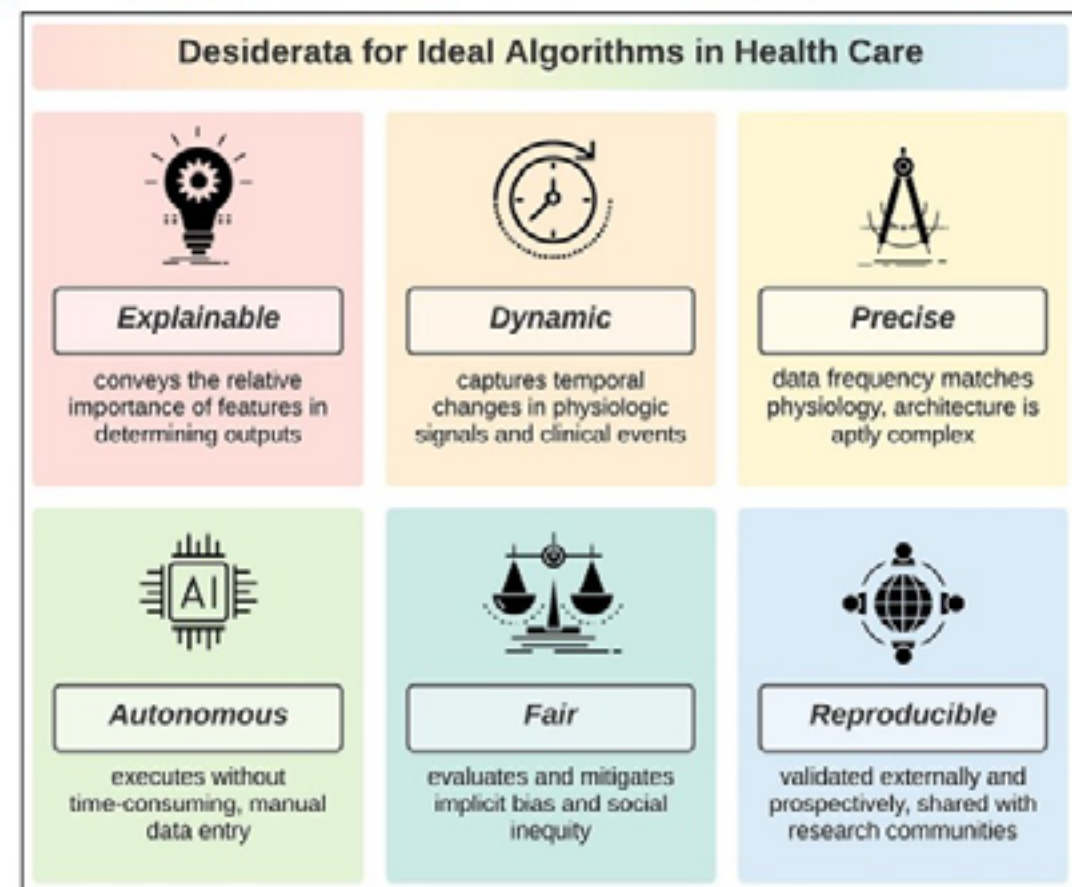 Desiderata for Ideal Algorithms in Health Care
Explainable
conveys the relative
importance of features in
determining outputs
Dynamic
captures temporal
changes in physiologic
signals and clinical events
Precise
data frequency matches
physiology, architecture is
aptly complex
AI
Autonomous
executes without
time-consuming, manual
data entry
Fair
evaluates and mitigates
implicit bias and social
inequity
Reproducible
validated externally and
prospectively, shared with
research communities